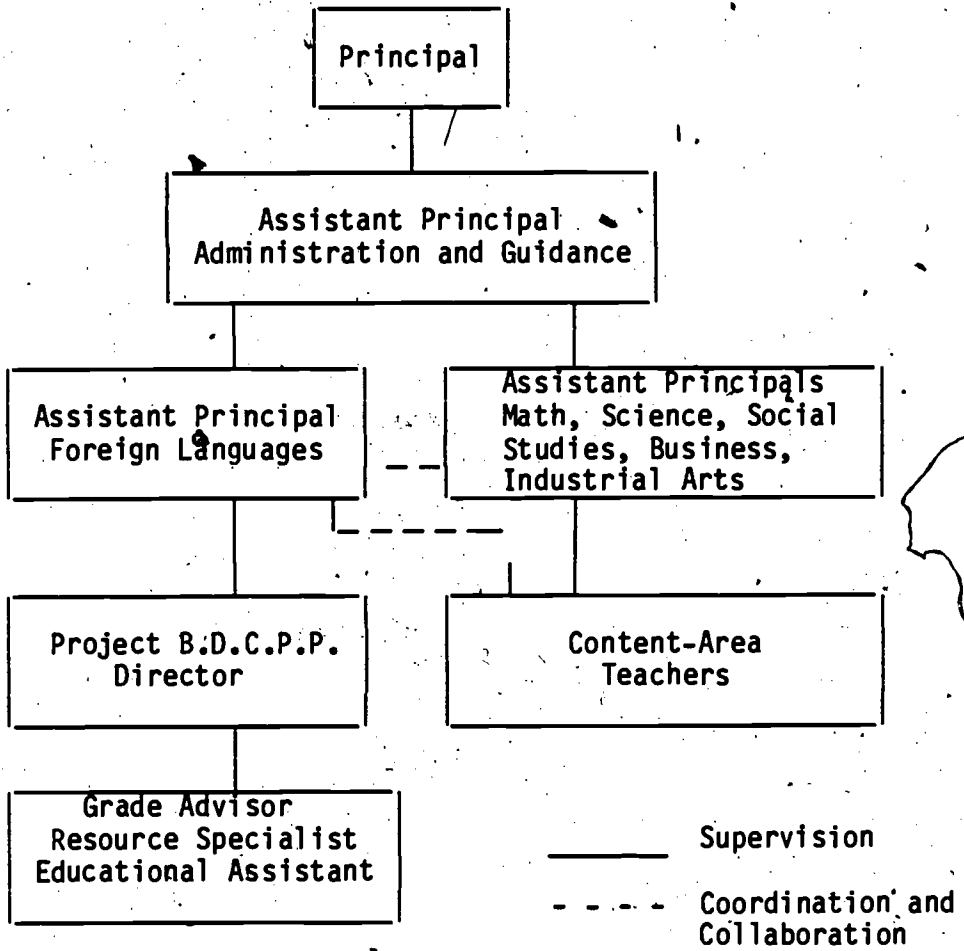 Principal
Assistant Principal
Administration and Guidance
Assistant Principal
Foreign Languages
Assistant Principals
Math, Science, Social
Studies, Business,
Industrial Arts
Project B.D.C.P.P.
Director
Content-Area
Teachers
Grade Advisor
Resource Specialist
Educational Assistant
Supervision
Coordination and
Collaboration